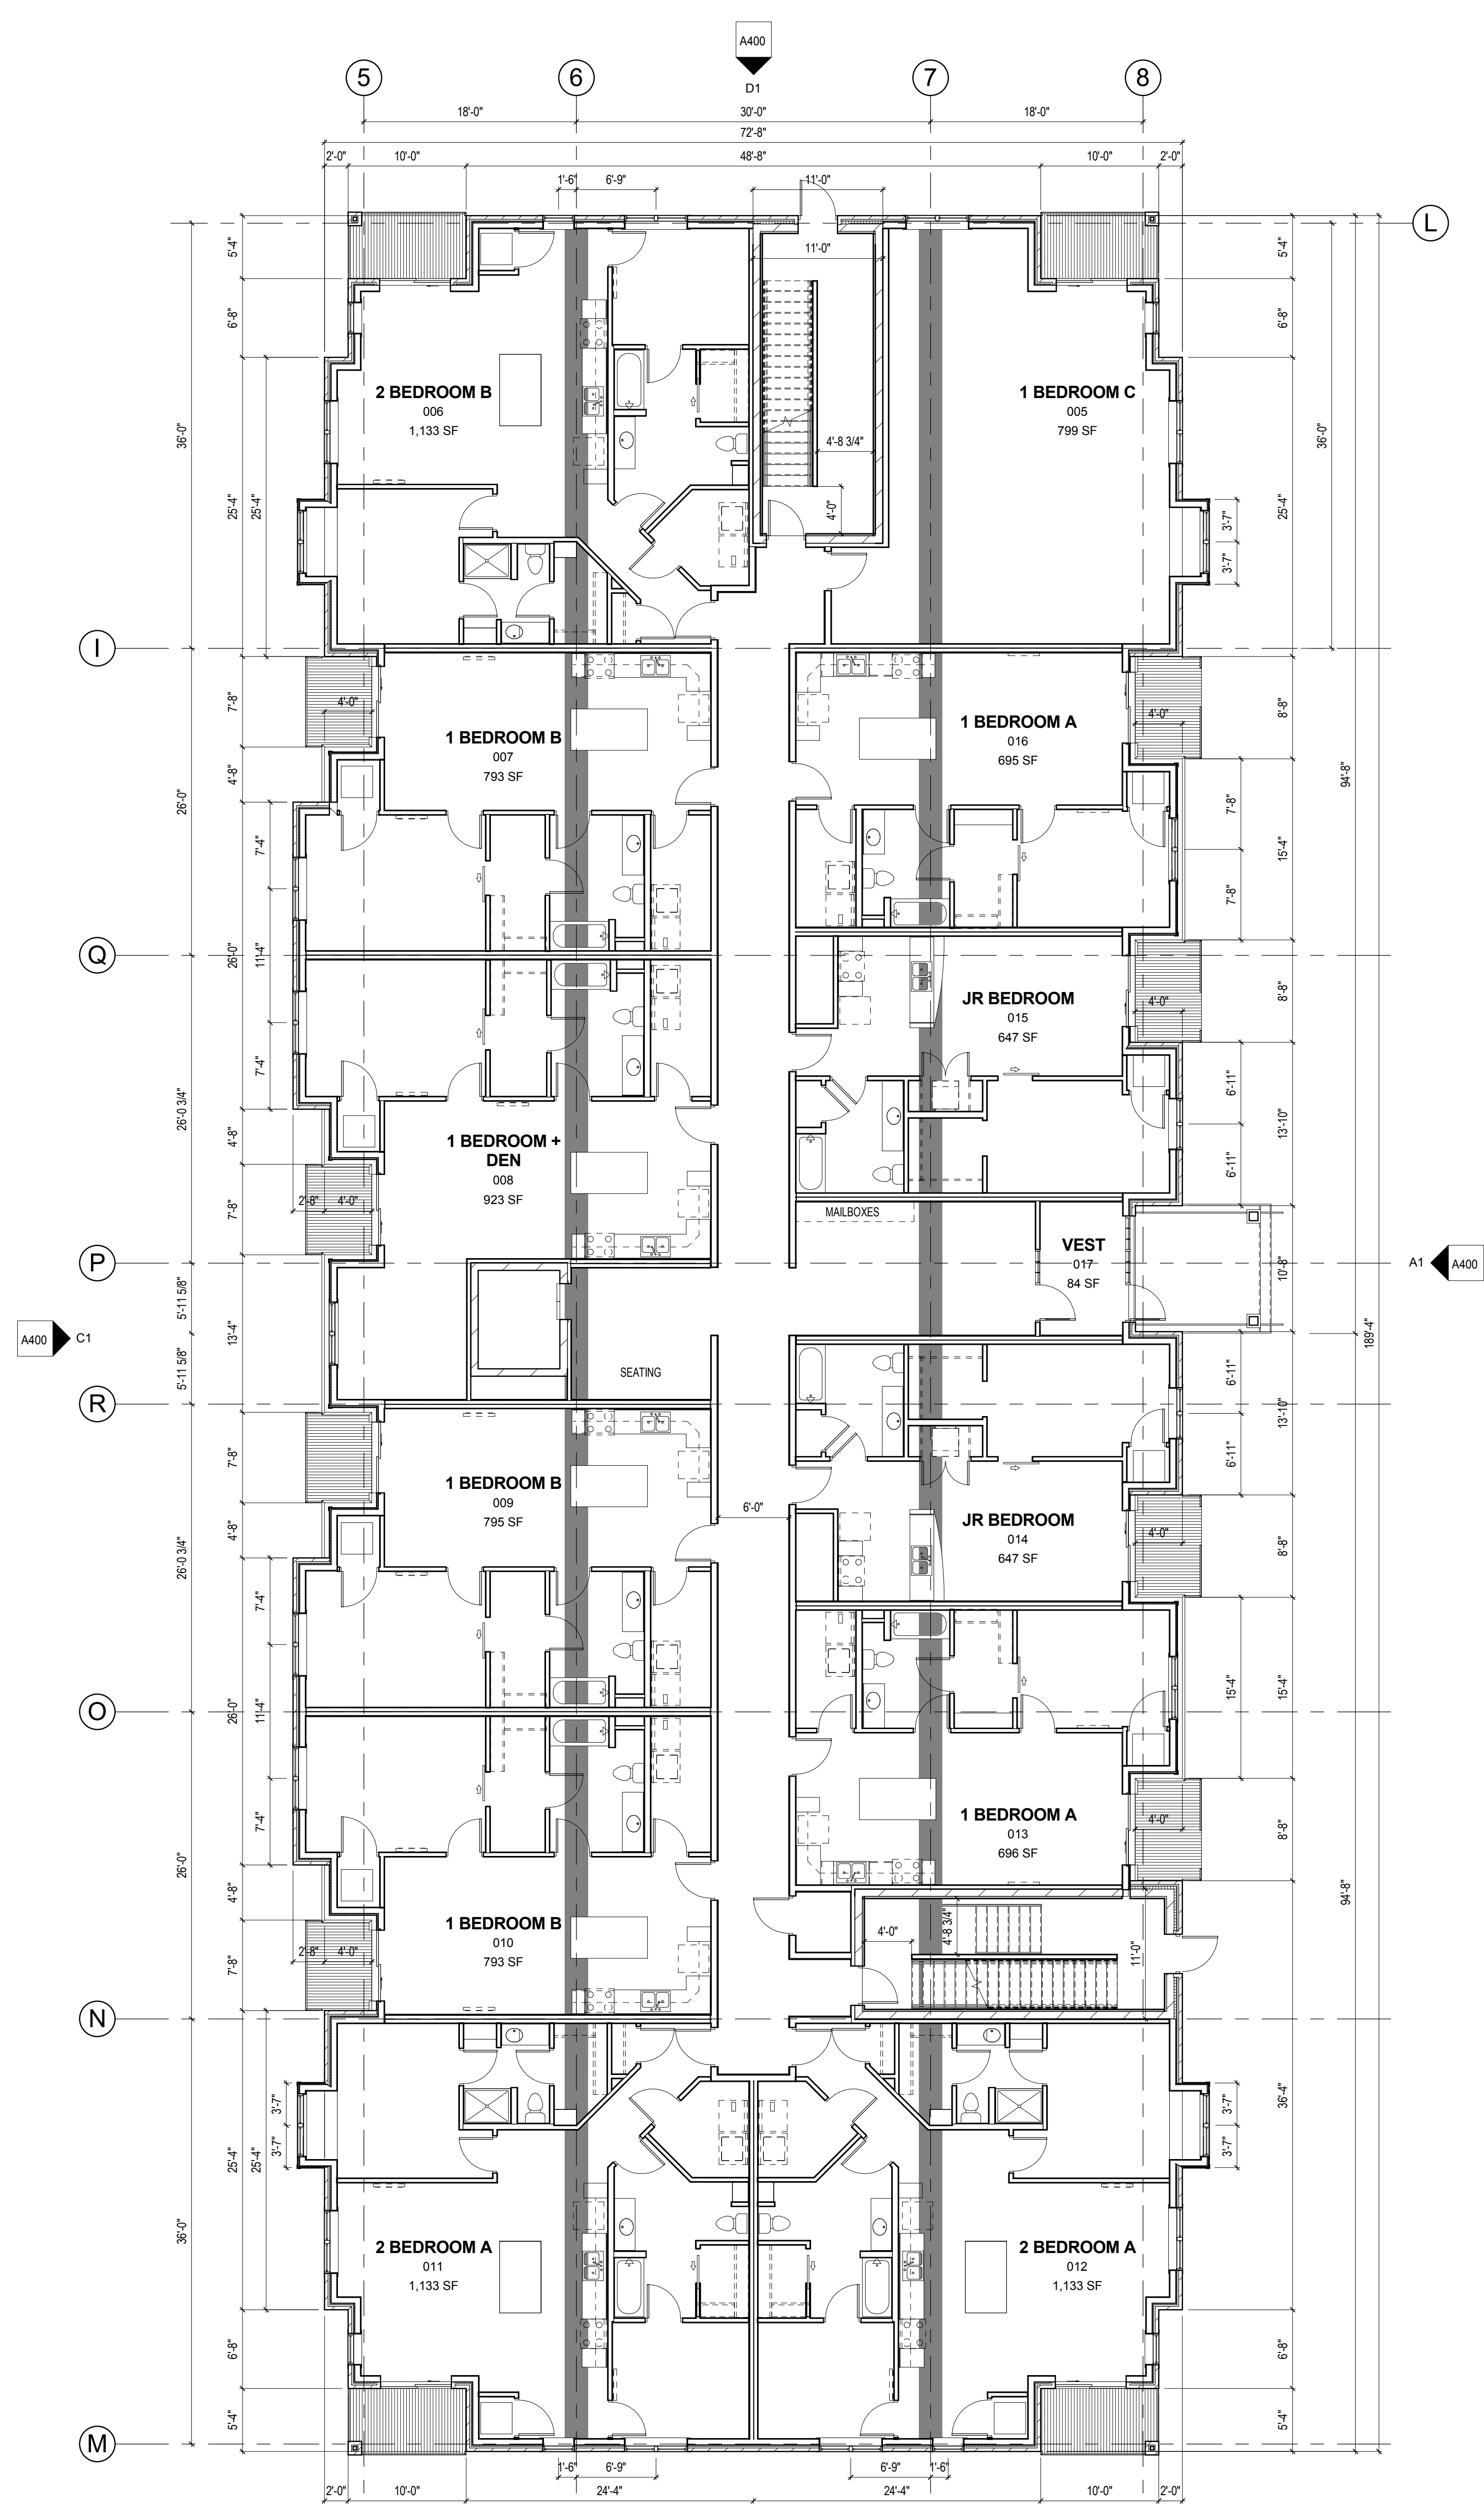 A400
D1
5
6
7
8
18'-0"
30'-0"
18'-0"
72'-8"
2'-0"
10'-0"
48'-8"
10'-0"
2'-0"
1'-6"
6'-9"
11'-0"
L
5'-4"
5'-4"
11'-0"
6'-8"
6'-8"
2 BEDROOM B
006
1,133 SF
1 BEDROOM C
005
799 SF
36'-0"
36'-0"
4'-8 3/4"
25'-4"
25'-4"
4'-0"
25'-4"
3'-7"
3'-7"
I
7'-8"
4'-0"
4'-0"
8'-8"
1 BEDROOM B
007
793 SF
1 BEDROOM A
016
695 SF
94'-8"
4'-8"
26'-0"
7'-4"
7'-8"
15'-4"
7'-8"
Q
26'-0"
11'-4"
JR BEDROOM
015
647 SF
4'-0"
8'-8"
7'-4"
26'-0 3/4"
6'-11"
13'-10"
6'-11"
4'-8"
1 BEDROOM +
DEN
008
923 SF
2'-8"
4'-0"
7'-8"
MAILBOXES
VEST
017
84 SF
P
10'-8"
A1
A400
5'-11 5/8"
13'-4"
A400
C1
189'-4"
5'-11 5/8"
SEATING
R
6'-11"
13'-10"
6'-11"
7'-8"
1 BEDROOM B
009
795 SF
6'-0"
JR BEDROOM
014
647 SF
4'-0"
8'-8"
4'-8"
26'-0 3/4"
7'-4"
O
26'-0"
11'-4"
15'-4"
15'-4"
7'-4"
1 BEDROOM A
013
696 SF
4'-0"
8'-8"
26'-0"
4'-8"
94'-8"
1 BEDROOM B
010
793 SF
2'-8"
4'-0"
7'-8"
4'-0"
4'-8 3/4"
11'-0"
N
3'-7"
3'-7"
3'-7"
3'-7"
36'-4"
25'-4"
25'-4"
36'-0"
2 BEDROOM A
011
1,133 SF
2 BEDROOM A
012
1,133 SF
6'-8"
6'-8"
5'-4"
5'-4"
M
1'-6"
6'-9"
6'-9"
1'-6"
2'-0"
10'-0"
24'-4"
24'-4"
10'-0"
2'-0"